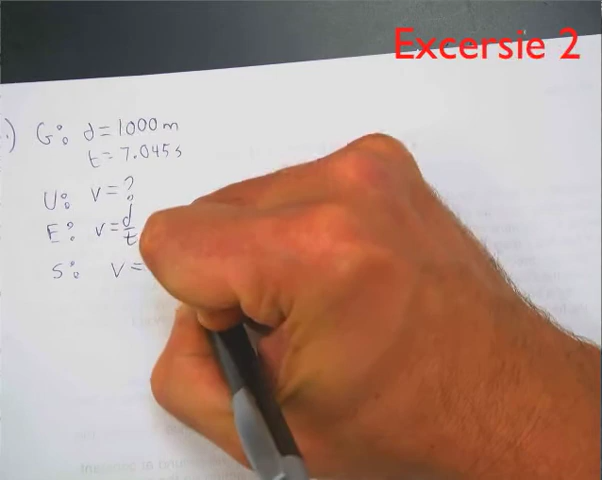 Excersie 2
.) G: d = 1000 m
t = 7.045 s
U: v = ?
E: v = d/t
S: v =